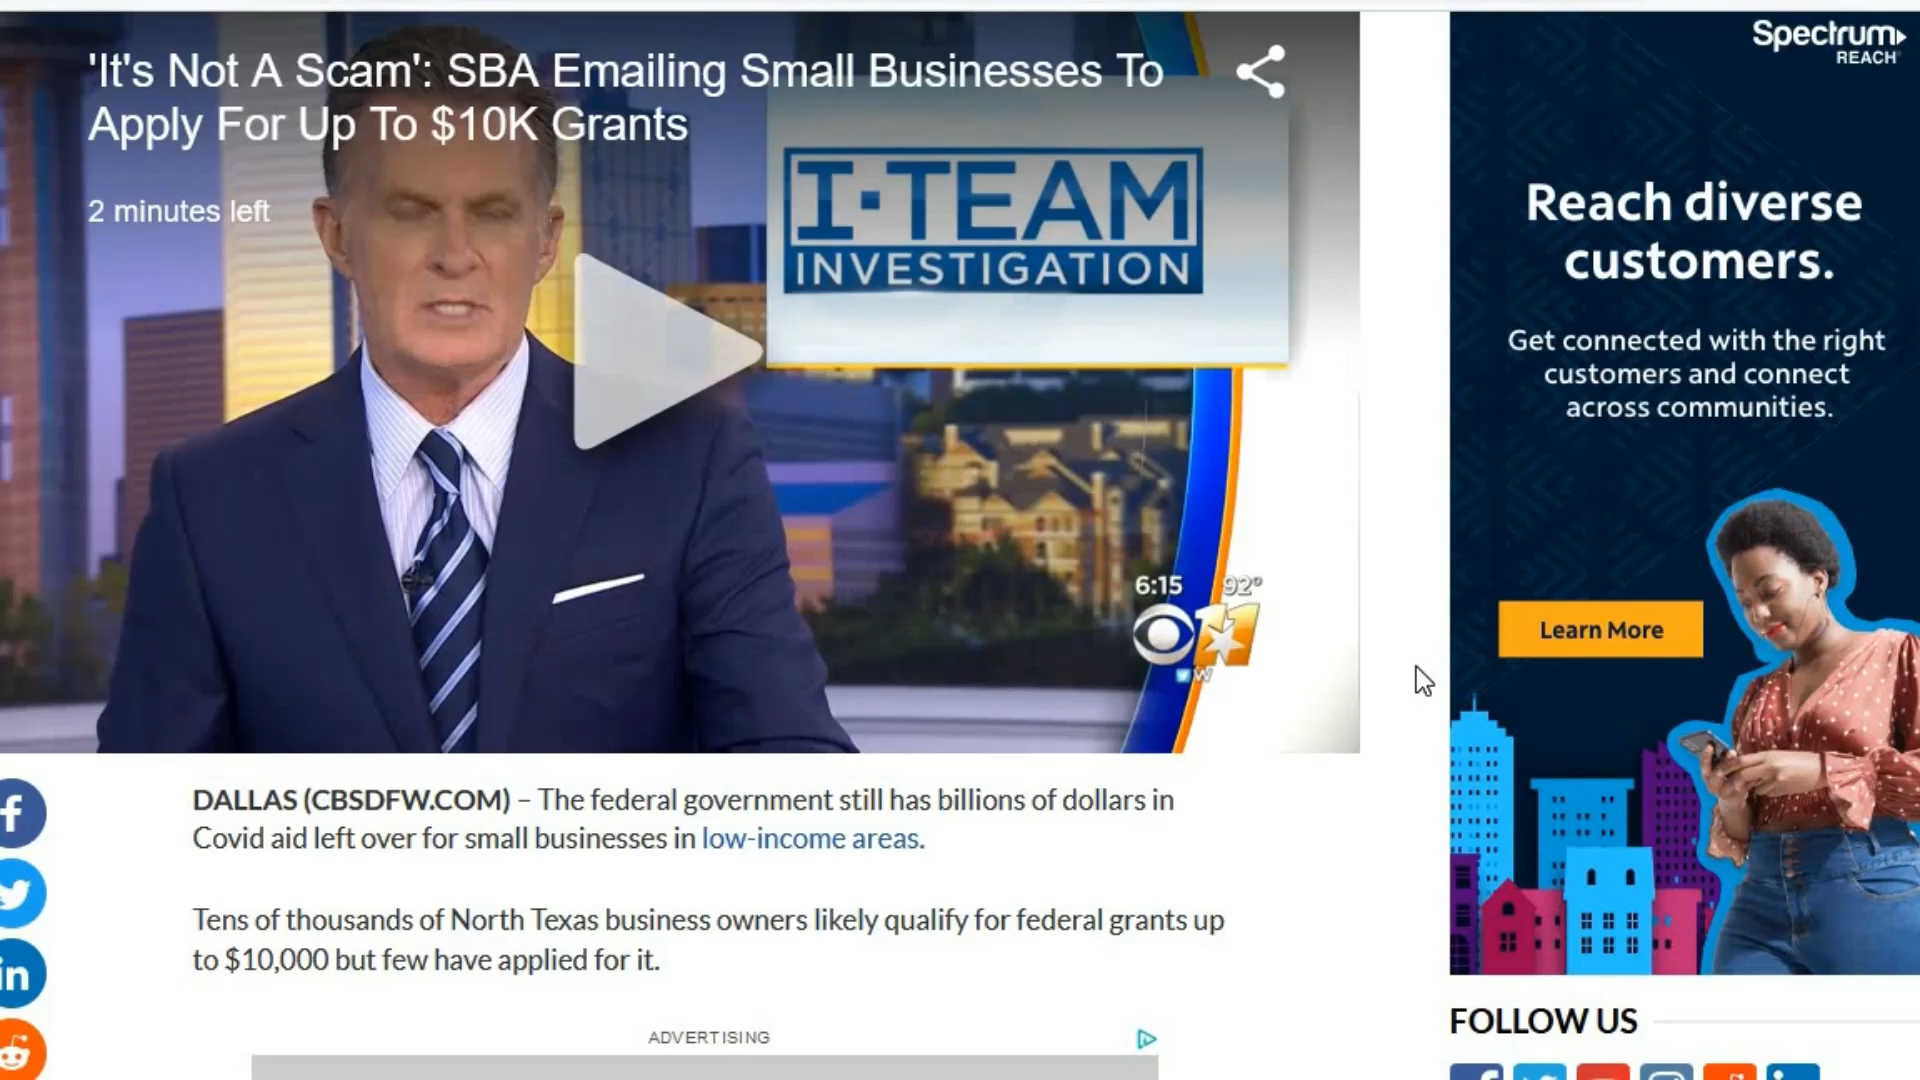 'It's Not A Scam': SBA Emailing Small Businesses To
Apply For Up To $10K Grants
2 minutes left
I·TEAM
INVESTIGATION
6:15 92°
11
DALLAS (CBSDFW.COM) – The federal government still has billions of dollars in
Covid aid left over for small businesses in low-income areas.
Tens of thousands of North Texas business owners likely qualify for federal grants up
to $10,000 but few have applied for it.
ADVERTISING
Spectrum
REACH
Reach diverse
customers.
Get connected with the right
customers and connect
across communities.
Learn More
FOLLOW US